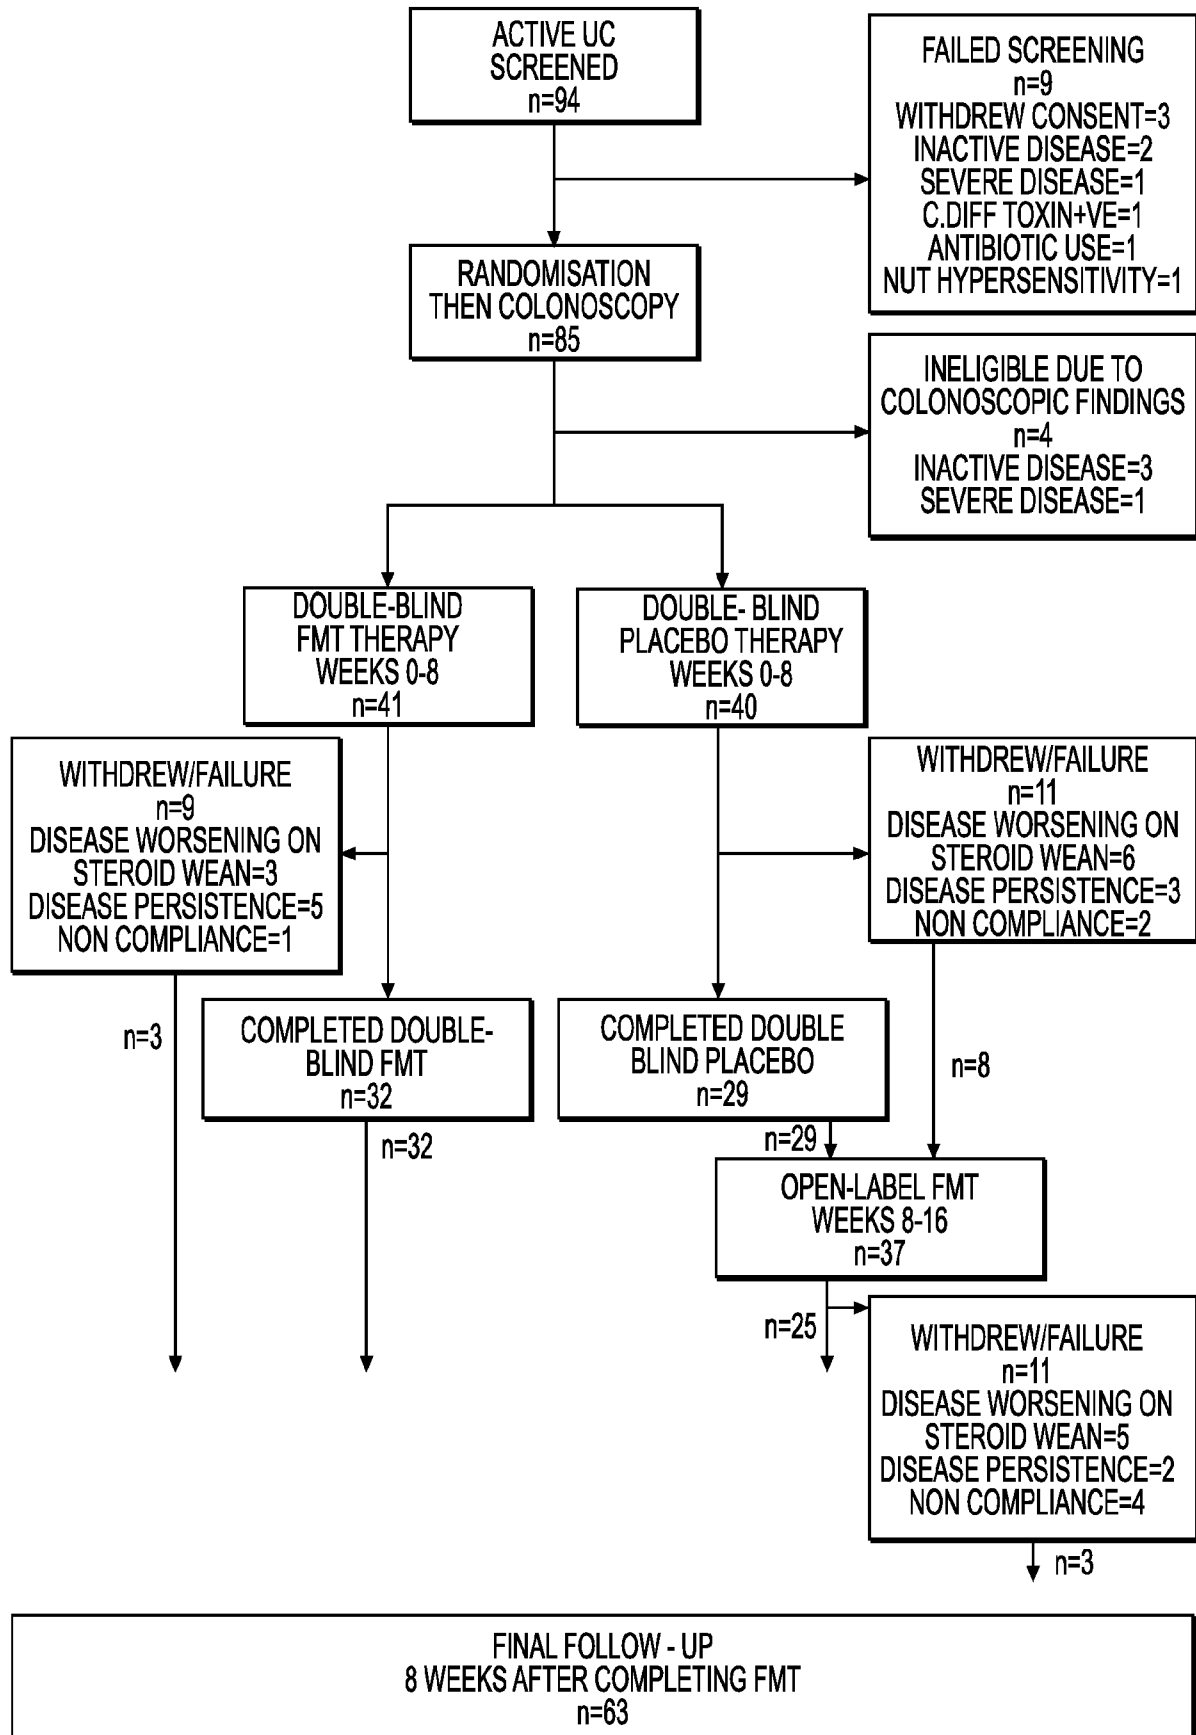 ACTIVE UC
SCREENED
n=94
FAILED SCREENING
n=9
WITHDREW CONSENT=3
INACTIVE DISEASE=2
SEVERE DISEASE=1
C.DIFF TOXIN+VE=1
ANTIBIOTIC USE=1
NUT HYPERSENSITIVITY=1
RANDOMISATION
THEN COLONOSCOPY
n=85
INELIGIBLE DUE TO
COLONOSCOPIC FINDINGS
n=4
INACTIVE DISEASE=3
SEVERE DISEASE=1
DOUBLE-BLIND
FMT THERAPY
WEEKS 0-8
n=41
DOUBLE- BLIND
PLACEBO THERAPY
WEEKS 0-8
n=40
WITHDREW/FAILURE
n=9
DISEASE WORSENING ON
STEROID WEAN=3
DISEASE PERSISTENCE=5
NON COMPLIANCE=1
WITHDREW/FAILURE
n=11
DISEASE WORSENING ON
STEROID WEAN=6
DISEASE PERSISTENCE=3
NON COMPLIANCE=2
n=3
COMPLETED DOUBLE-
BLIND FMT
n=32
COMPLETED DOUBLE
BLIND PLACEBO
n=29
n=8
n=32
n=29
OPEN-LABEL FMT
WEEKS 8-16
n=37
n=25
WITHDREW/FAILURE
n=11
DISEASE WORSENING ON
STEROID WEAN=5
DISEASE PERSISTENCE=2
NON COMPLIANCE=4
n=3
FINAL FOLLOW - UP
8 WEEKS AFTER COMPLETING FMT
n=63